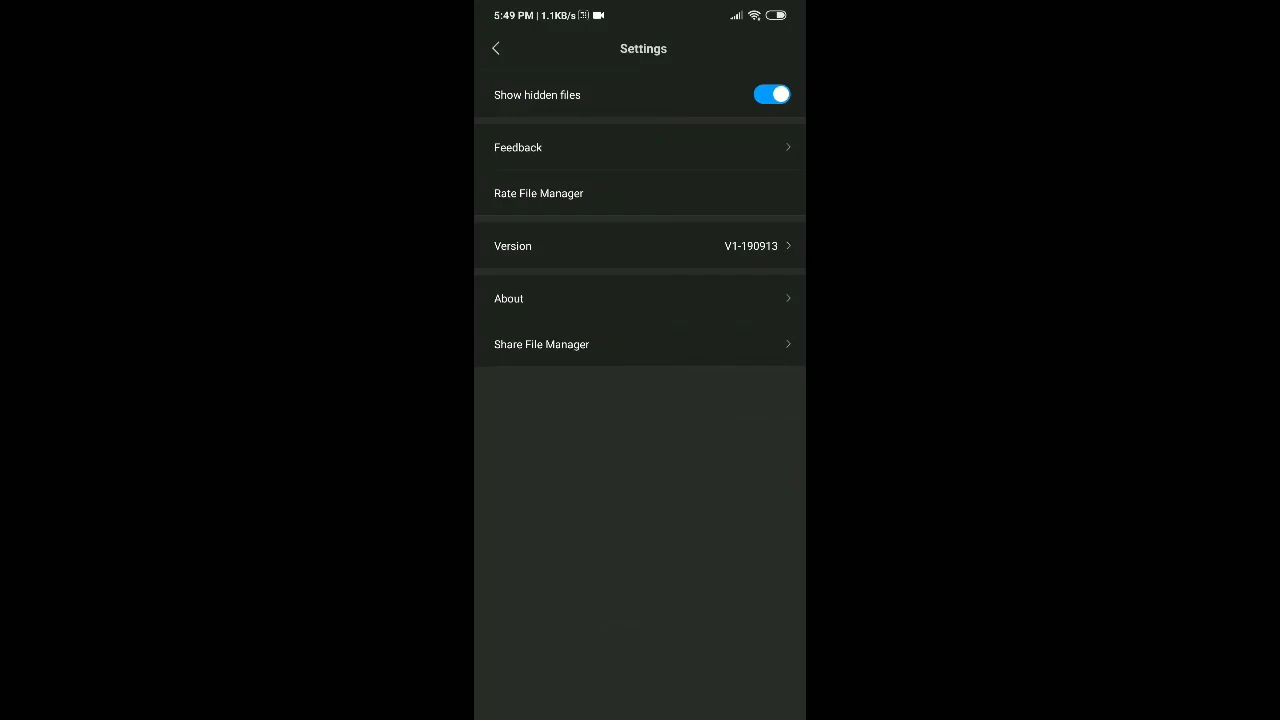 5:49 PM | 1.1KB/s
Settings
Show hidden files
Feedback
Rate File Manager
Version V1-190913
About
Share File Manager